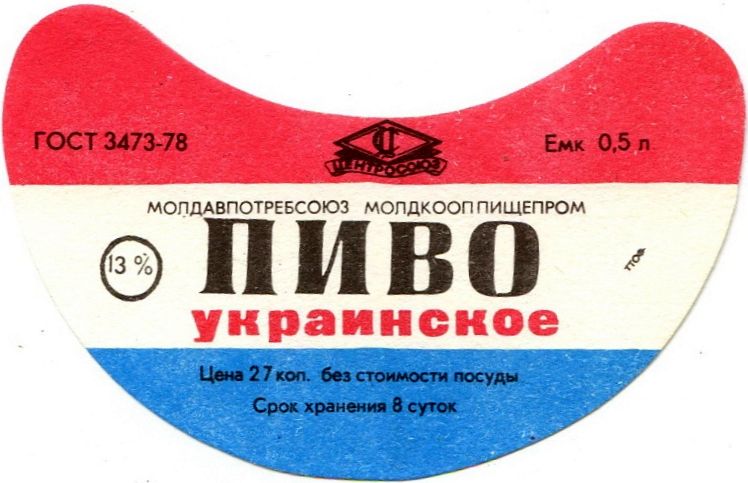 ЦЕНТРОСОЮЗ
ГОСТ 3473-78
Емк 0,5 л
МОЛДАВПОТРЕБСОЮЗ МОЛДКООППИЩЕПРОМ
13 %
ПИВО
украинское
Цена 27 коп. без стоимости посуды
Срок хранения 8 суток